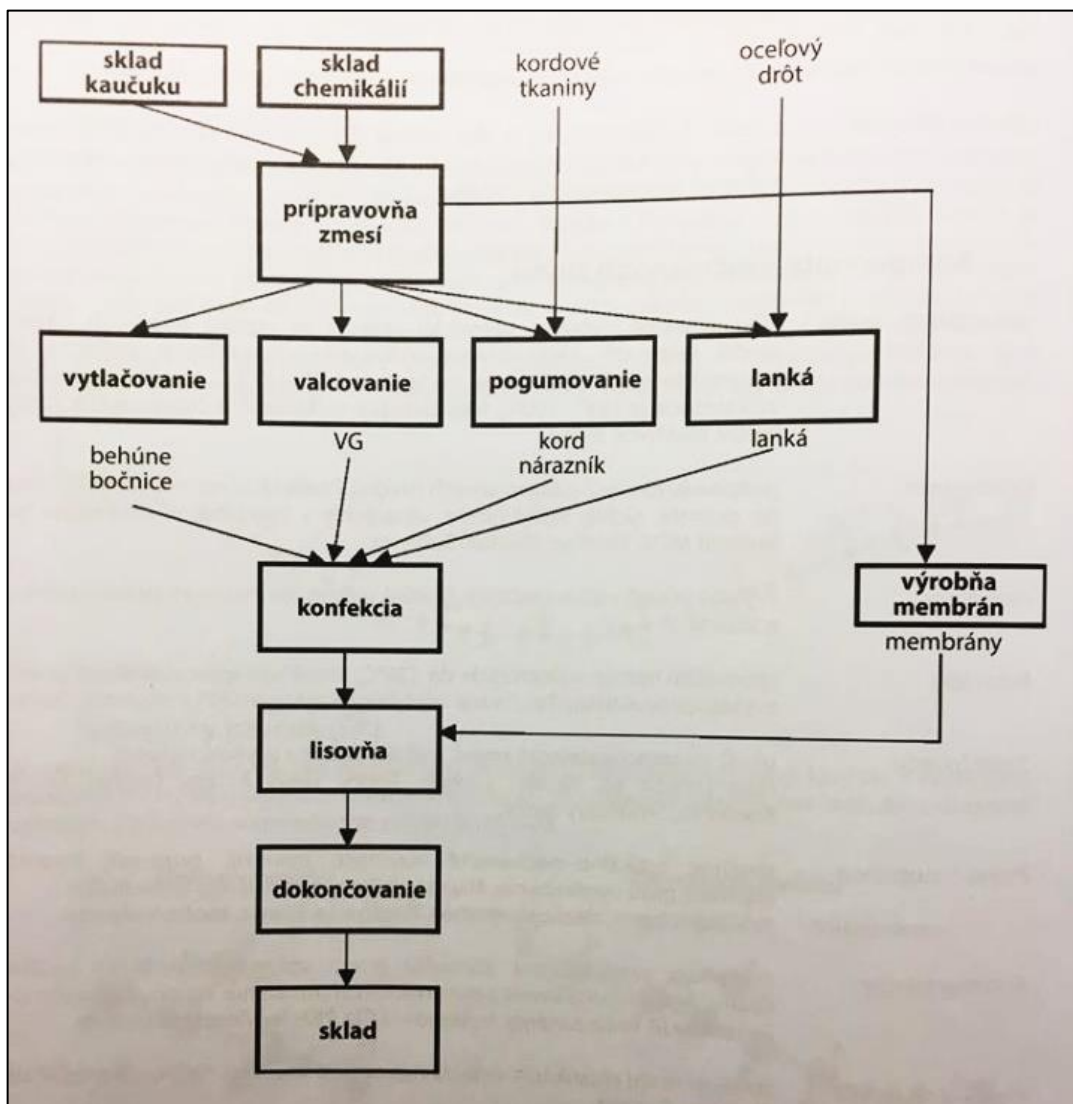 sklad
kaučuku
sklad
chemikálií
kordové
tkaniny
oceľový
drôt
prípravovňa
zmesí
vytlačovanie
valcovanie
pogumovanie
lanká
behúne
bočnice
VG
kord
nárazník
lanká
konfekcia
výrobňa
membrán
membrány
lisovňa
dokončovanie
sklad